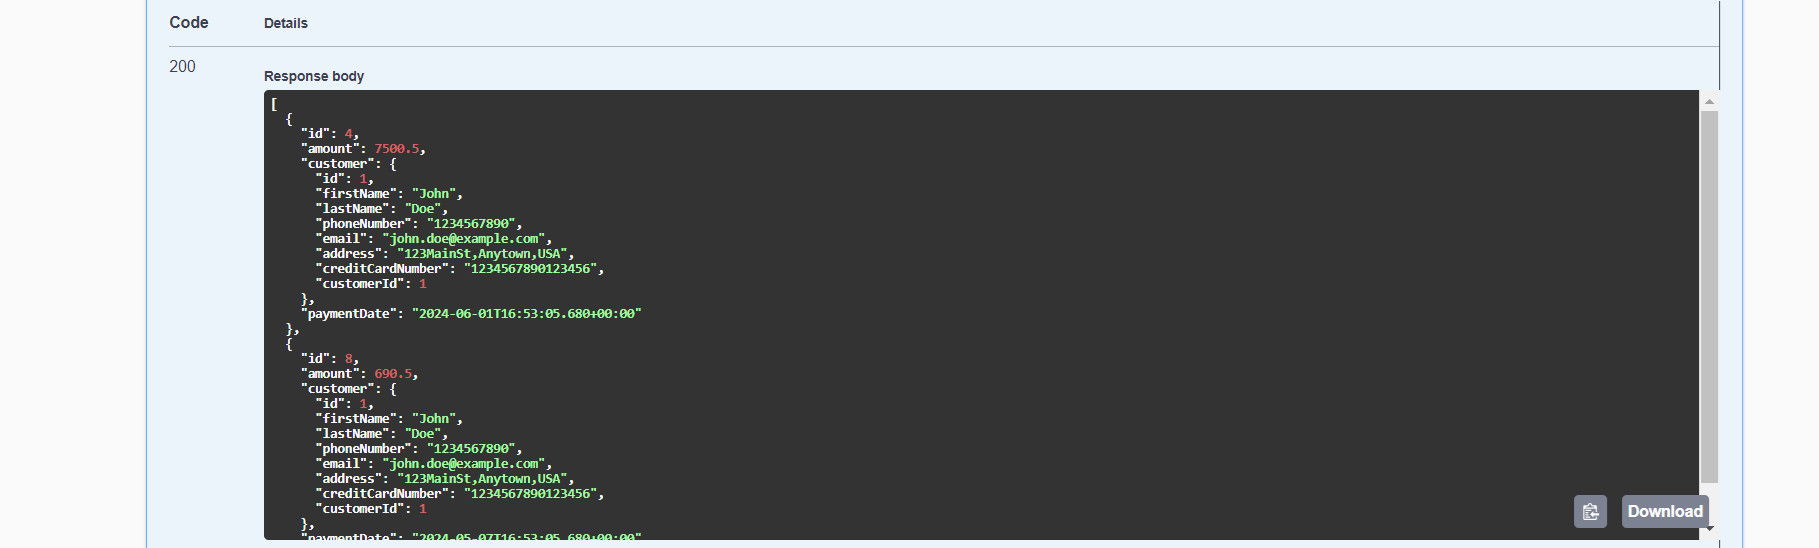 Code Details
200
Response body
[
  {
    "id": 4,
    "amount": 7500.5,
    "customer": {
      "id": 1,
      "firstName": "John",
      "lastName": "Doe",
      "phoneNumber": "1234567890",
      "email": "john.doe@example.com",
      "address": "123MainSt,Anytown,USA",
      "creditCardNumber": "1234567890123456",
      "customerId": 1
    },
    "paymentDate": "2024-06-01T16:53:05.680+00:00"
  },
  {
    "id": 8,
    "amount": 690.5,
    "customer": {
      "id": 1,
      "firstName": "John",
      "lastName": "Doe",
      "phoneNumber": "1234567890",
      "email": "john.doe@example.com",
      "address": "123MainSt,Anytown,USA",
      "creditCardNumber": "1234567890123456",
      "customerId": 1
    },
    "paymentDate": "2024-05-07T16:53:05.680+00:00"
Download